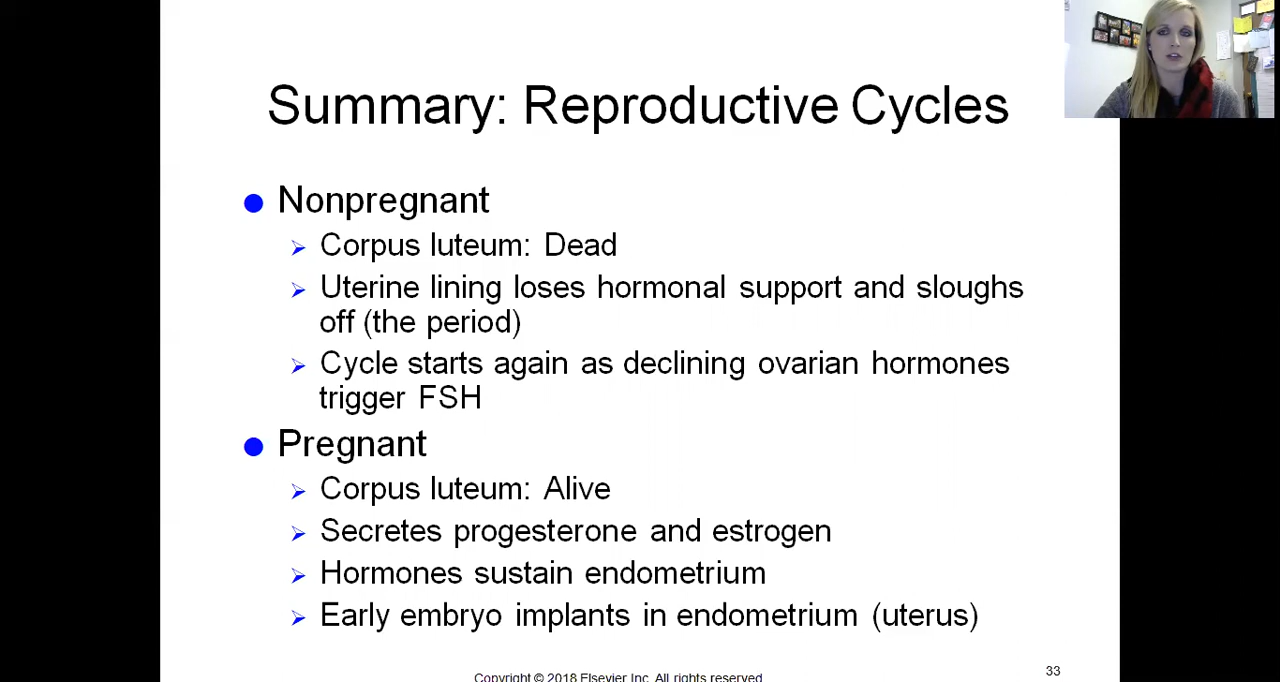 Summary: Reproductive Cycles
Nonpregnant
Corpus luteum: Dead
Uterine lining loses hormonal support and sloughs
off (the period)
Cycle starts again as declining ovarian hormones
trigger FSH
Pregnant
Corpus luteum: Alive
Secretes progesterone and estrogen
Hormones sustain endometrium
Early embryo implants in endometrium (uterus)
Copyright © 2018 Elsevier Inc. All rights reserved
33